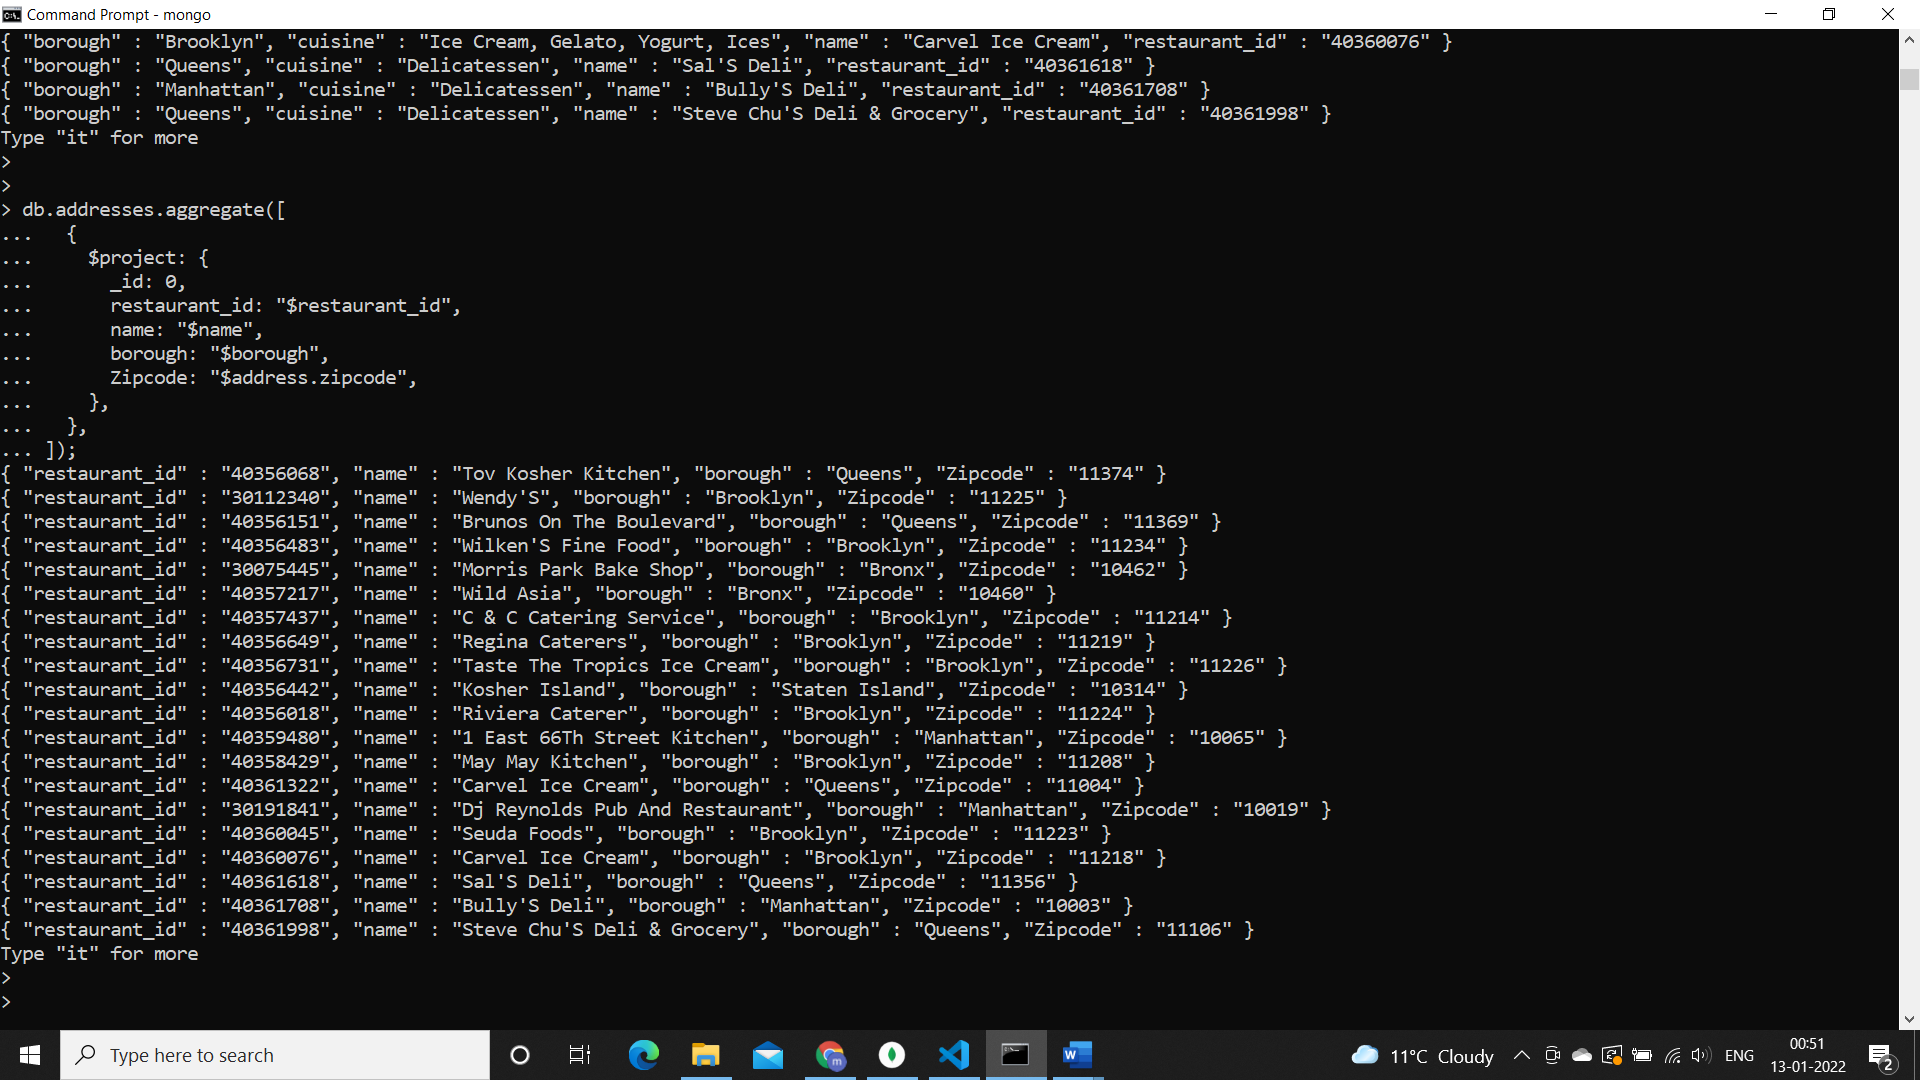 Command Prompt - mongo
{ "borough" : "Brooklyn", "cuisine" : "Ice Cream, Gelato, Yogurt, Ices", "name" : "Carvel Ice Cream", "restaurant_id" : "40360076" }
{ "borough" : "Queens", "cuisine" : "Delicatessen", "name" : "Sal'S Deli", "restaurant_id" : "40361618" }
{ "borough" : "Manhattan", "cuisine" : "Delicatessen", "name" : "Bully'S Deli", "restaurant_id" : "40361708" }
{ "borough" : "Queens", "cuisine" : "Delicatessen", "name" : "Steve Chu'S Deli & Grocery", "restaurant_id" : "40361998" }
Type "it" for more
>
>
> db.addresses.aggregate([
...   {
...     $project: {
...       _id: 0,
...       restaurant_id: "$restaurant_id",
...       name: "$name",
...       borough: "$borough",
...       Zipcode: "$address.zipcode",
...     },
...   },
... ]);
{ "restaurant_id" : "40356068", "name" : "Tov Kosher Kitchen", "borough" : "Queens", "Zipcode" : "11374" }
{ "restaurant_id" : "30112340", "name" : "Wendy'S", "borough" : "Brooklyn", "Zipcode" : "11225" }
{ "restaurant_id" : "40356151", "name" : "Brunos On The Boulevard", "borough" : "Queens", "Zipcode" : "11369" }
{ "restaurant_id" : "40356483", "name" : "Wilken'S Fine Food", "borough" : "Brooklyn", "Zipcode" : "11234" }
{ "restaurant_id" : "30075445", "name" : "Morris Park Bake Shop", "borough" : "Bronx", "Zipcode" : "10462" }
{ "restaurant_id" : "40357217", "name" : "Wild Asia", "borough" : "Bronx", "Zipcode" : "10460" }
{ "restaurant_id" : "40357437", "name" : "C & C Catering Service", "borough" : "Brooklyn", "Zipcode" : "11214" }
{ "restaurant_id" : "40356649", "name" : "Regina Caterers", "borough" : "Brooklyn", "Zipcode" : "11219" }
{ "restaurant_id" : "40356731", "name" : "Taste The Tropics Ice Cream", "borough" : "Brooklyn", "Zipcode" : "11226" }
{ "restaurant_id" : "40356442", "name" : "Kosher Island", "borough" : "Staten Island", "Zipcode" : "10314" }
{ "restaurant_id" : "40356018", "name" : "Riviera Caterer", "borough" : "Brooklyn", "Zipcode" : "11224" }
{ "restaurant_id" : "40359480", "name" : "1 East 66Th Street Kitchen", "borough" : "Manhattan", "Zipcode" : "10065" }
{ "restaurant_id" : "40358429", "name" : "May May Kitchen", "borough" : "Brooklyn", "Zipcode" : "11208" }
{ "restaurant_id" : "40361322", "name" : "Carvel Ice Cream", "borough" : "Queens", "Zipcode" : "11004" }
{ "restaurant_id" : "30191841", "name" : "Dj Reynolds Pub And Restaurant", "borough" : "Manhattan", "Zipcode" : "10019" }
{ "restaurant_id" : "40360045", "name" : "Seuda Foods", "borough" : "Brooklyn", "Zipcode" : "11223" }
{ "restaurant_id" : "40360076", "name" : "Carvel Ice Cream", "borough" : "Brooklyn", "Zipcode" : "11218" }
{ "restaurant_id" : "40361618", "name" : "Sal'S Deli", "borough" : "Queens", "Zipcode" : "11356" }
{ "restaurant_id" : "40361708", "name" : "Bully'S Deli", "borough" : "Manhattan", "Zipcode" : "10003" }
{ "restaurant_id" : "40361998", "name" : "Steve Chu'S Deli & Grocery", "borough" : "Queens", "Zipcode" : "11106" }
Type "it" for more
>
>
Type here to search
11°C Cloudy
ENG
00:51
13-01-2022
2